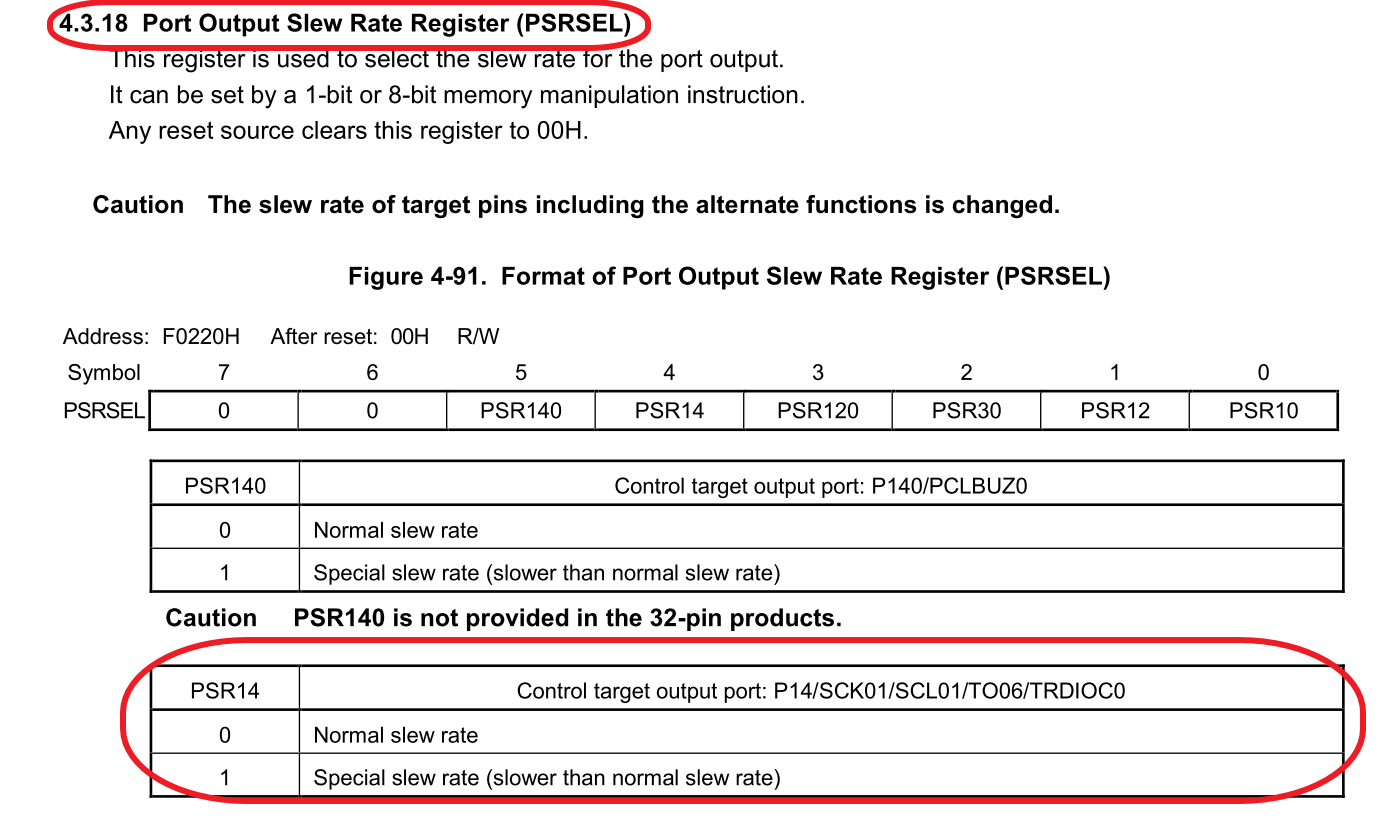 4.3.18 Port Output Slew Rate Register (PSRSEL)
This register is used to select the slew rate for the port output.
It can be set by a 1-bit or 8-bit memory manipulation instruction.
Any reset source clears this register to 00H.
Caution The slew rate of target pins including the alternate functions is changed.
Figure 4-91. Format of Port Output Slew Rate Register (PSRSEL)
Address: F0220H After reset: 00H R/W
Symbol 7 6 5 4 3 2 1 0
PSRSEL 0 0 PSR140 PSR14 PSR120 PSR30 PSR12 PSR10
PSR140 Control target output port: P140/PCLBUZ0
0 Normal slew rate
1 Special slew rate (slower than normal slew rate)
Caution PSR140 is not provided in the 32-pin products.
PSR14 Control target output port: P14/SCK01/SCL01/TO06/TRDIOC0
0 Normal slew rate
1 Special slew rate (slower than normal slew rate)